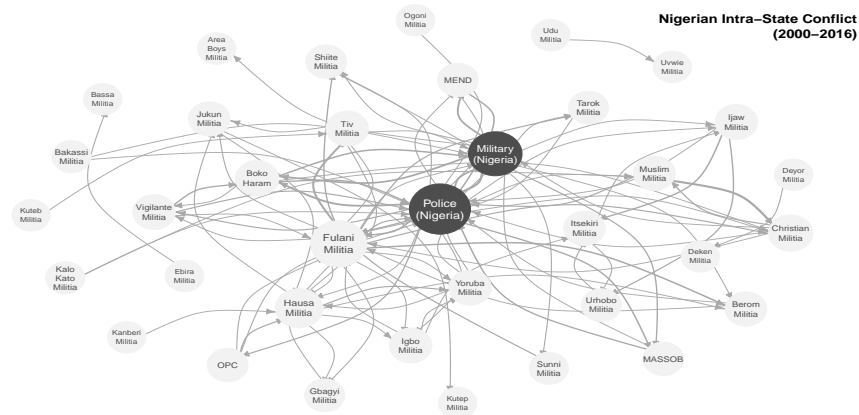 Nigerian Intra−State Conflict
(2000−2016)
Ogoni
Militia
Udu
Militia
Area
Boys
Militia
Shiite
Militia
Uvwie
Militia
MEND
Bassa
Militia
Tarok
Militia
Jukun
Militia
Tiv
Militia
Ijaw
Militia
Military
(Nigeria)
Bakassi
Militia
Boko
Haram
Muslim
Militia
Deyor
Militia
Police
(Nigeria)
Kuteb
Militia
Vigilante
Militia
Itsekiri
Militia
Christian
Militia
Fulani
Militia
Deken
Militia
Kalo
Kato
Militia
Ebira
Militia
Yoruba
Militia
Urhobo
Militia
Berom
Militia
Hausa
Militia
Kanberi
Militia
Igbo
Militia
OPC
Sunni
Militia
MASSOB
Gbagyi
Militia
Kutep
Militia